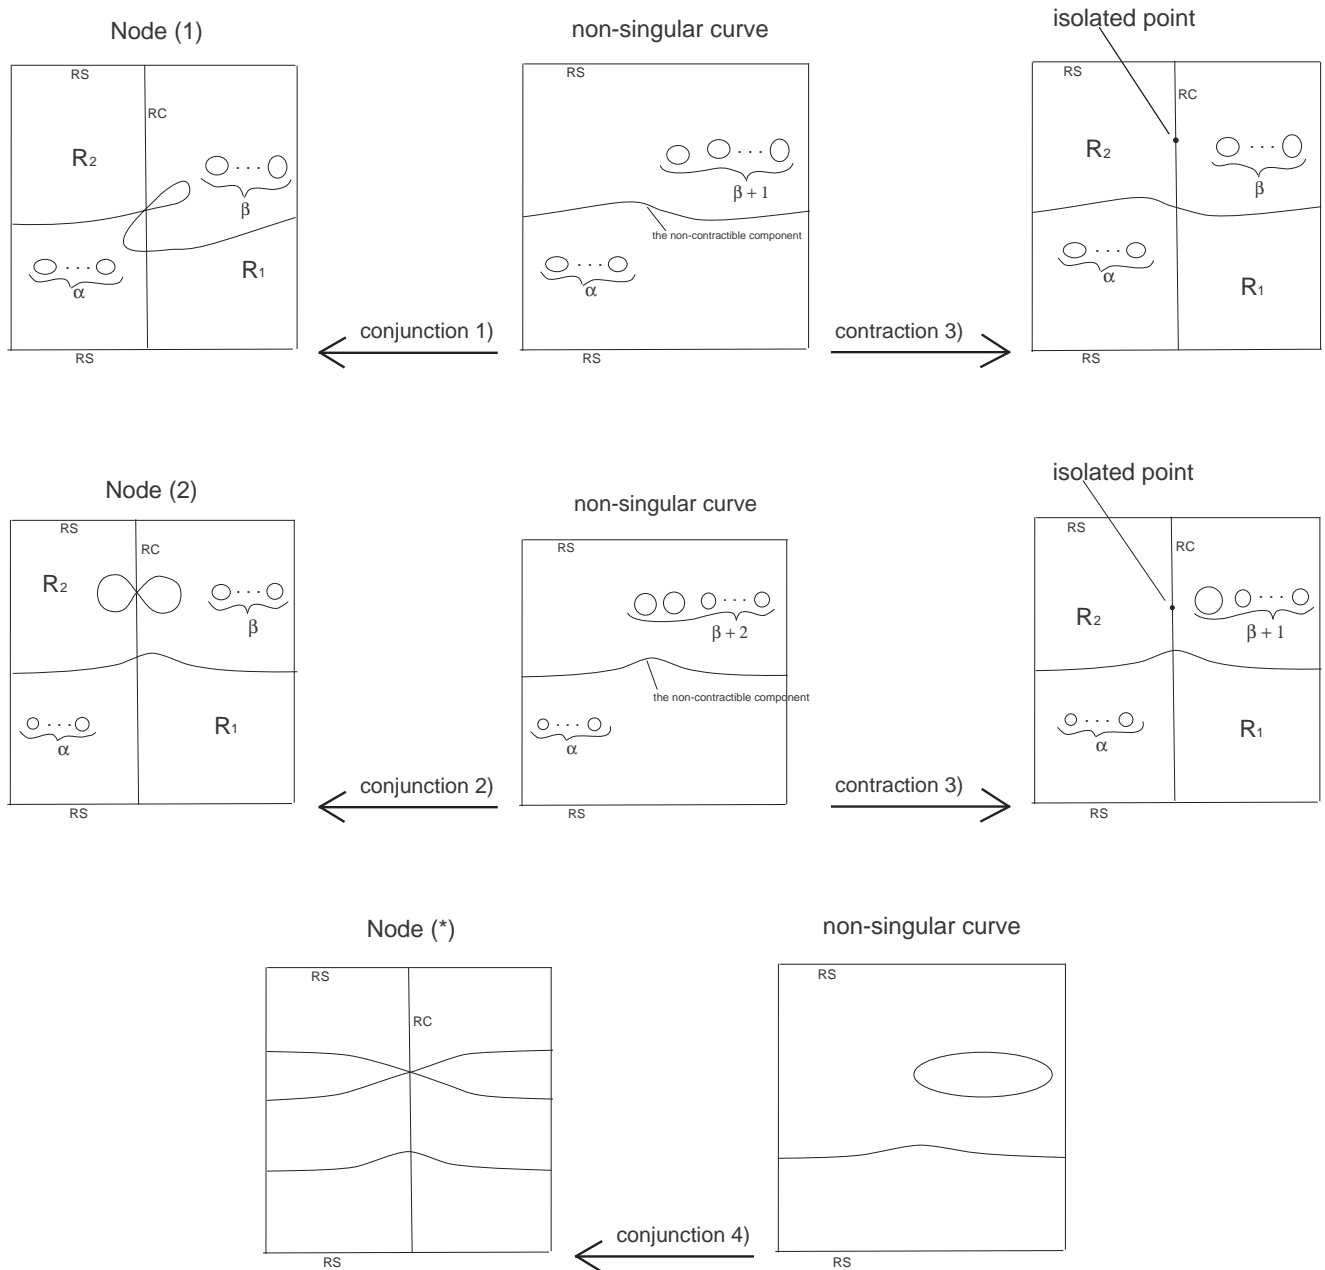 Node (1)
non-singular curve
isolated point
RS
RC
R2
· · ·
β
· · ·
α
R1
RS
conjunction 1)
RS
· · ·
β + 1
the non-contractible component
· · ·
α
contraction 3)
RS
RC
R2
· · ·
β
· · ·
α
R1
RS
Node (2)
non-singular curve
isolated point
RS
RC
R2
· · ·
β
· · ·
α
R1
RS
conjunction 2)
RS
· · ·
β + 2
the non-contractible component
· · ·
α
RS
contraction 3)
RS
RC
R2
· · ·
β + 1
· · ·
α
R1
RS
Node (*)
non-singular curve
RS
RC
RS
conjunction 4)
RS
RS